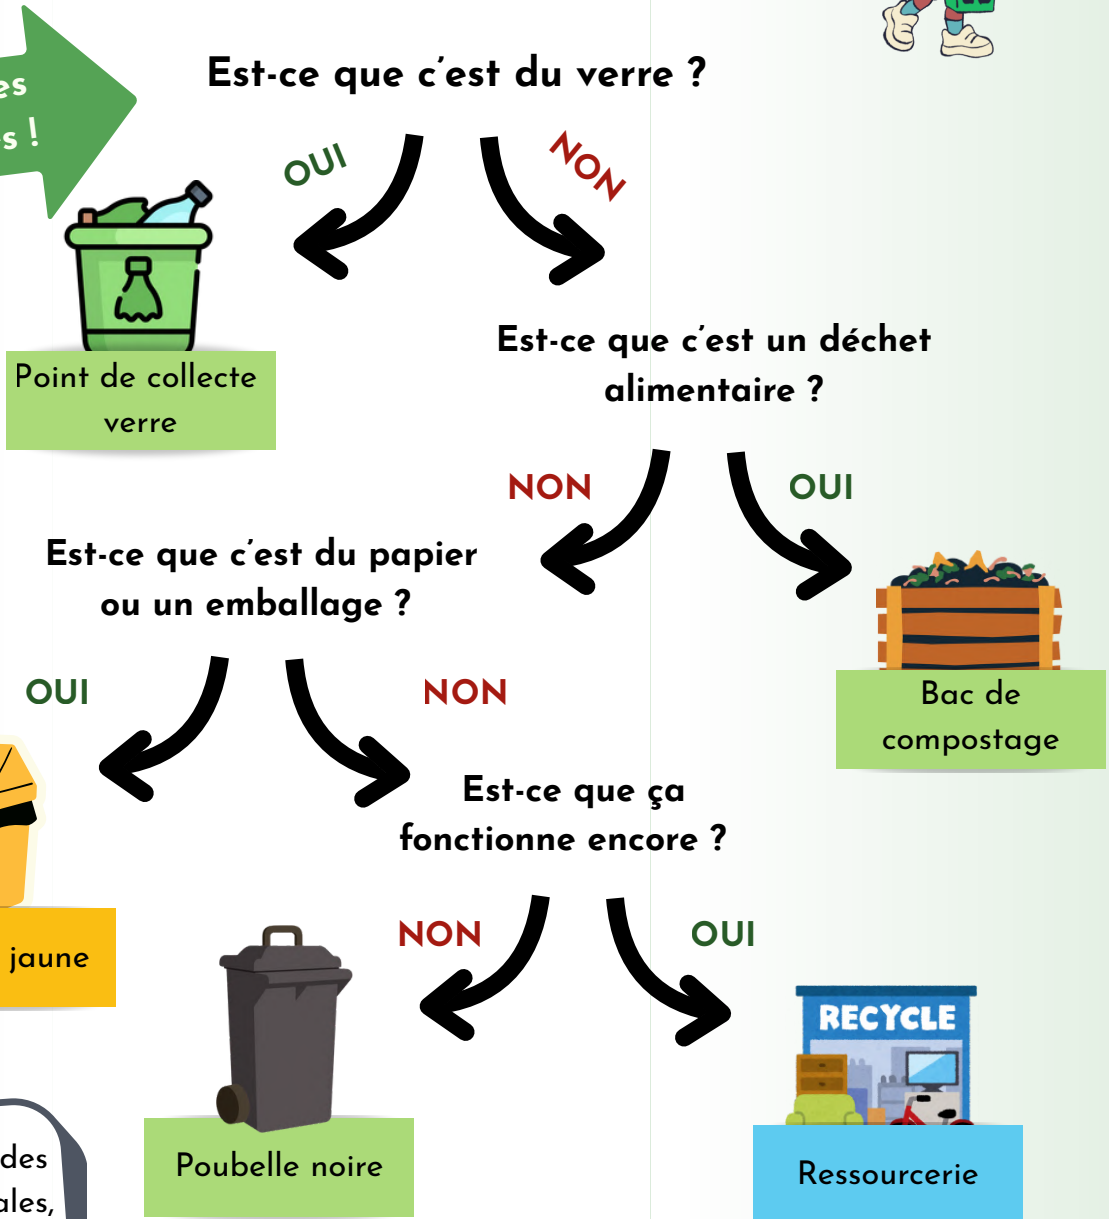 es
s !
Est-ce que c’est du verre ?
OUI
NON
Point de collecte
verre
Est-ce que c’est un déchet
alimentaire ?
NON
OUI
Est-ce que c’est du papier
ou un emballage ?
Bac de
compostage
OUI
NON
Est-ce que ça
fonctionne encore ?
jaune
NON
OUI
RECYCLE
Poubelle noire
Ressourcerie
des
ales,